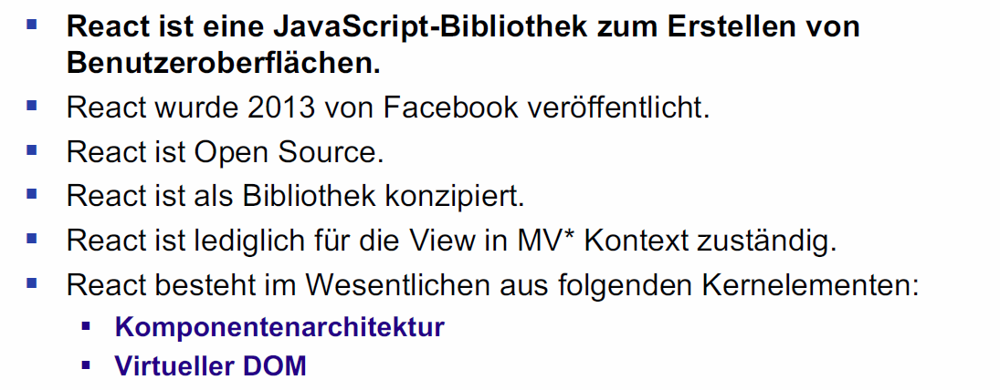 ▪ React ist eine JavaScript-Bibliothek zum Erstellen von
Benutzeroberflächen.
▪ React wurde 2013 von Facebook veröffentlicht.
▪ React ist Open Source.
▪ React ist als Bibliothek konzipiert.
▪ React ist lediglich für die View in MV* Kontext zuständig.
▪ React besteht im Wesentlichen aus folgenden Kernelementen:
▪ Komponentenarchitektur
▪ Virtueller DOM